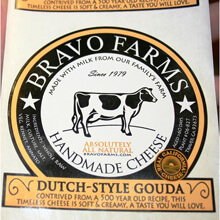 CONTRIVED FROM A 500 YEAR OLD RECIPE, THIS
TIMELESS CHEESE IS SOFT & CREAMY, A TASTE YOU WILL LOVE.
BRAVO FARMS
MADE WITH MILK FROM OUR FAMILY'S FARM
Since 1979
ABSOLUTELY
ALL NATURAL
BRAVOFARMS.COM
HANDMADE CHEESE
DUTCH-STYLE GOUDA
CONTRIVED FROM A 500 YEAR OLD RECIPE, THIS
TIMELESS CHEESE IS SOFT & CREAMY, A TASTE YOU WILL LOVE.